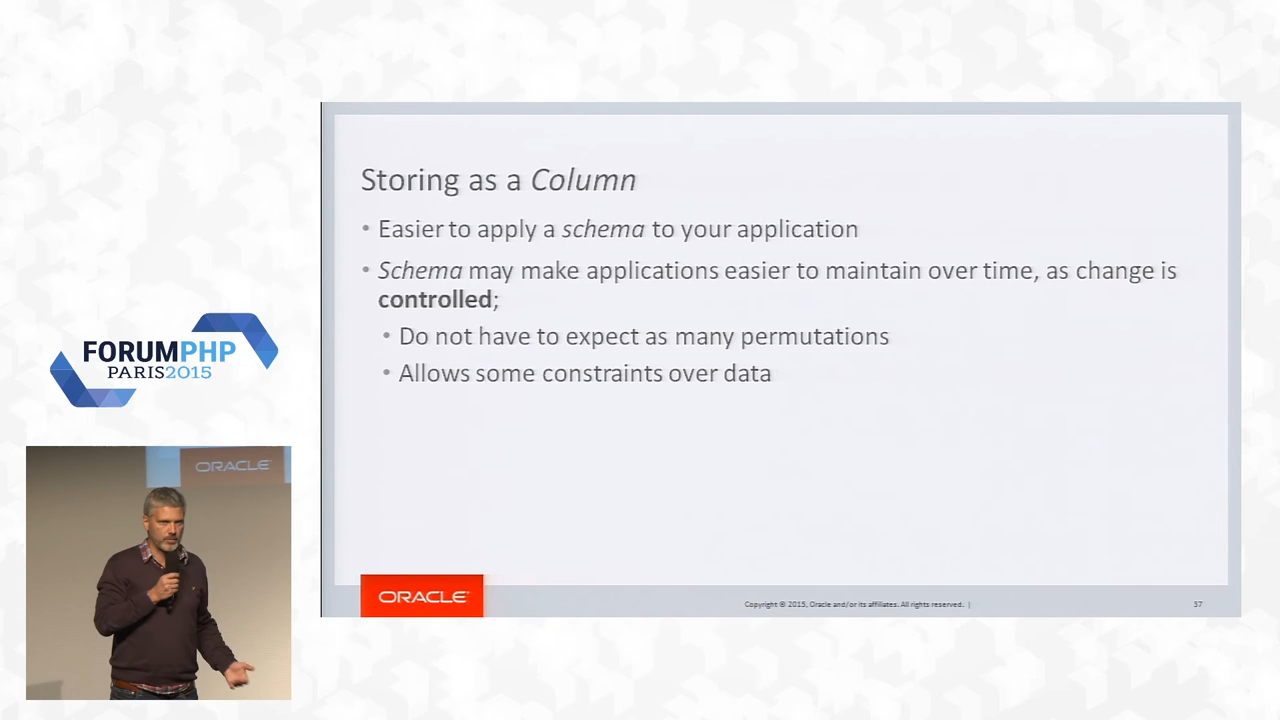 Storing as a Column
• Easier to apply a schema to your application
• Schema may make applications easier to maintain over time, as change is
controlled;
• Do not have to expect as many permutations
• Allows some constraints over data
FORUMPHP
PARIS2015
ORACLE
ORACLE
Copyright © 2015, Oracle and/or its affiliates. All rights reserved. |
37